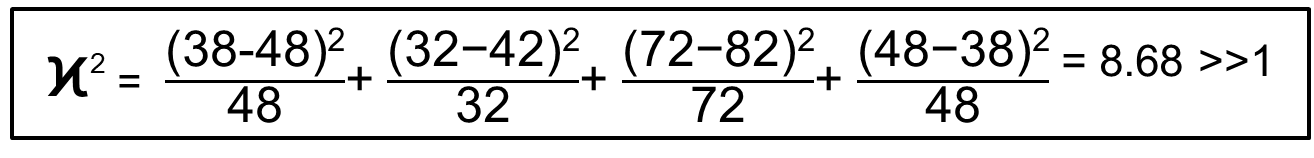 ϰ² = (38-48)²/48 + (32−42)²/32 + (72−82)²/72 + (48−38)²/48 = 8.68 >>1